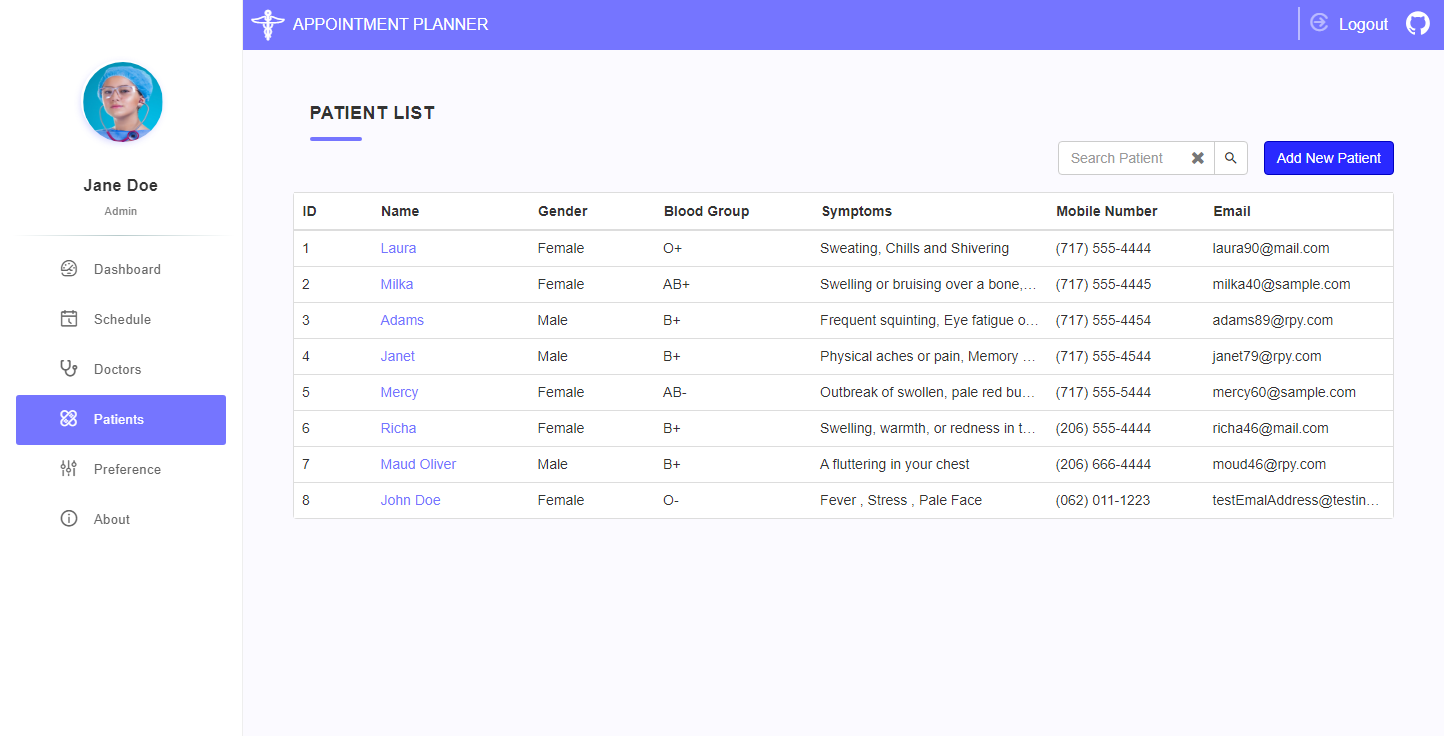 APPOINTMENT PLANNER
Logout
Jane Doe
Admin
Dashboard
Schedule
Doctors
Patients
Preference
About
PATIENT LIST
Search Patient
Add New Patient
ID Name Gender Blood Group Symptoms Mobile Number Email
1 Laura Female O+ Sweating, Chills and Shivering (717) 555-4444 laura90@mail.com
2 Milka Female AB+ Swelling or bruising over a bone,... (717) 555-4445 milka40@sample.com
3 Adams Male B+ Frequent squinting, Eye fatigue o... (717) 555-4454 adams89@rpy.com
4 Janet Male B+ Physical aches or pain, Memory ... (717) 555-4544 janet79@rpy.com
5 Mercy Female AB- Outbreak of swollen, pale red bu... (717) 555-5444 mercy60@sample.com
6 Richa Female B+ Swelling, warmth, or redness in t... (206) 555-4444 richa46@mail.com
7 Maud Oliver Male B+ A fluttering in your chest (206) 666-4444 moud46@rpy.com
8 John Doe Female O- Fever , Stress , Pale Face (062) 011-1223 testEmalAddress@testin...